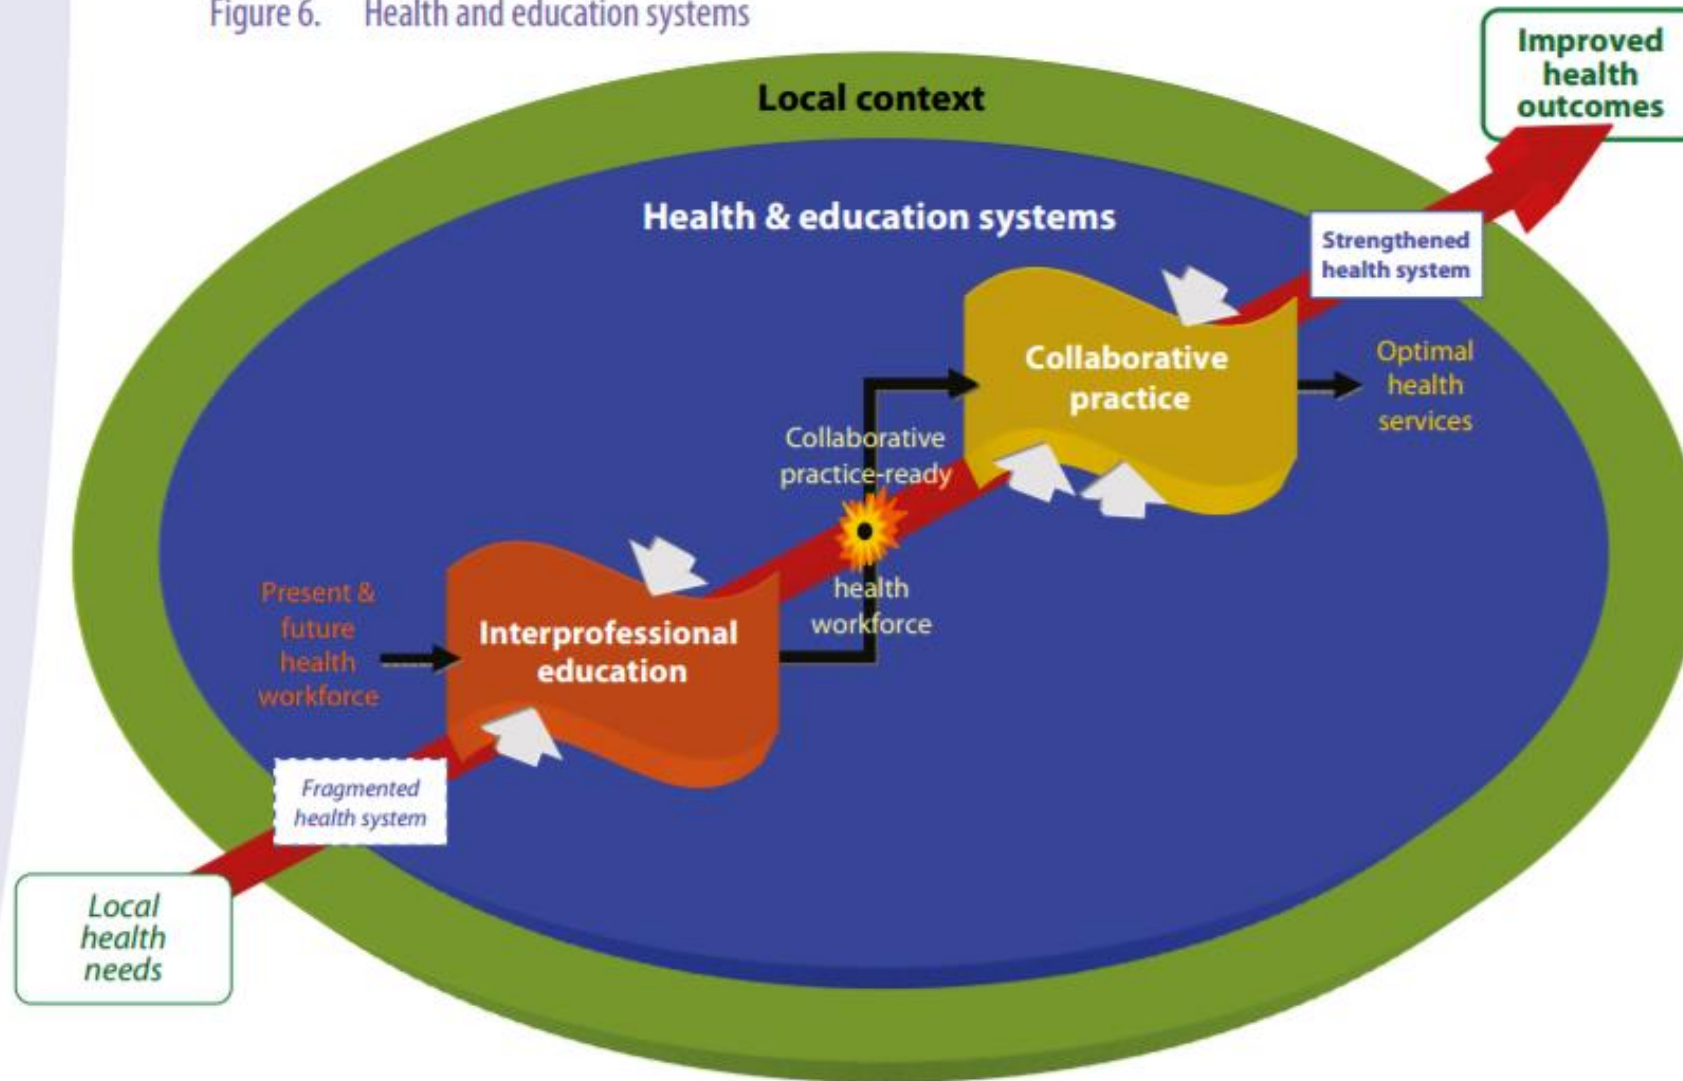 Figure 6. Health and education systems
Improved
health
outcomes
Local context
Health & education systems
Strengthened
health system
Collaborative
practice
Optimal
health
services
Collaborative
practice-ready
health
workforce
Present &
future
health
workforce
Interprofessional
education
Fragmented
health system
Local
health
needs